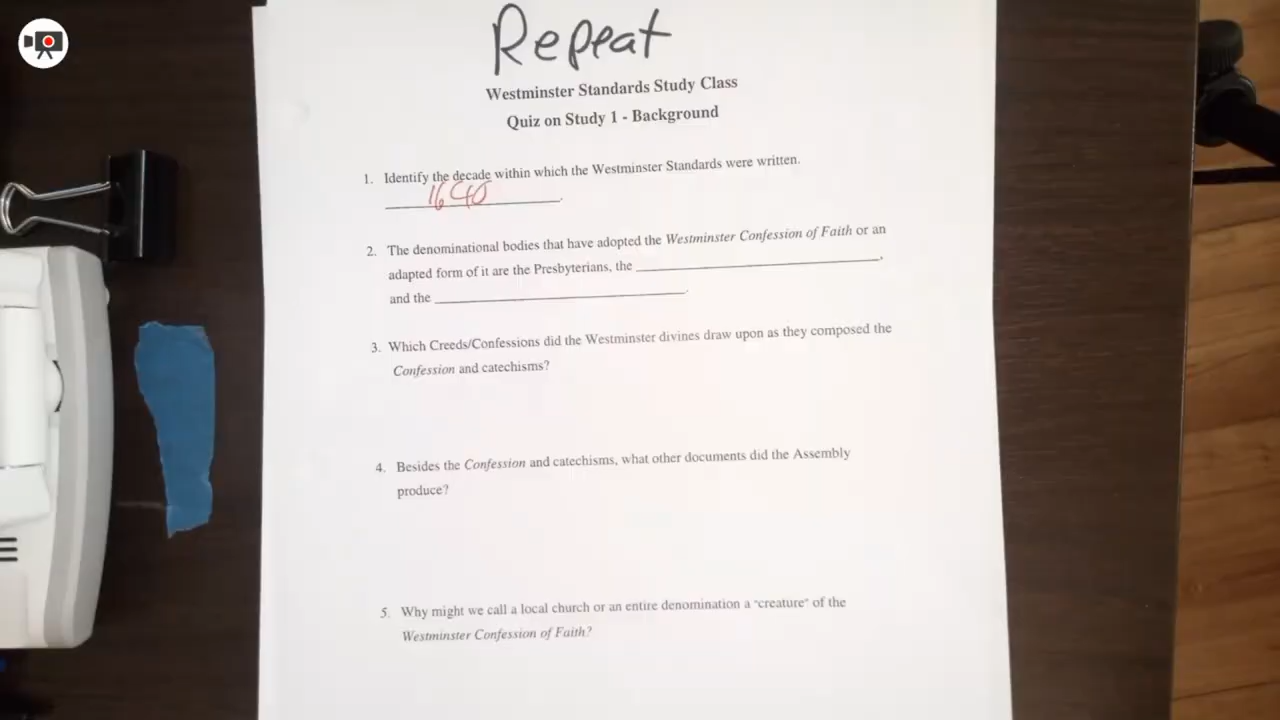 Repeat
Westminster Standards Study Class
Quiz on Study 1 - Background
1. Identify the decade within which the Westminster Standards were written.
1640
2. The denominational bodies that have adopted the Westminster Confession of Faith or an
adapted form of it are the Presbyterians, the ____________________,
and the ____________________.
3. Which Creeds/Confessions did the Westminster divines draw upon as they composed the
Confession and catechisms?
4. Besides the Confession and catechisms, what other documents did the Assembly
produce?
5. Why might we call a local church or an entire denomination a "creature" of the
Westminster Confession of Faith?